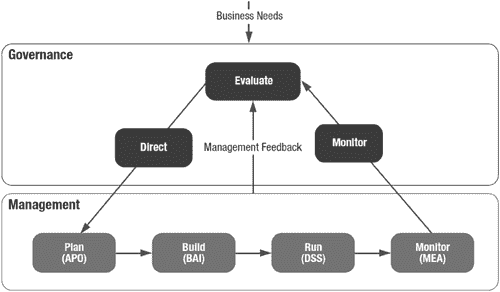 Business Needs
Governance
Evaluate
Direct
Management Feedback
Monitor
Management
Plan
(APO)
Build
(BAI)
Run
(DSS)
Monitor
(MEA)